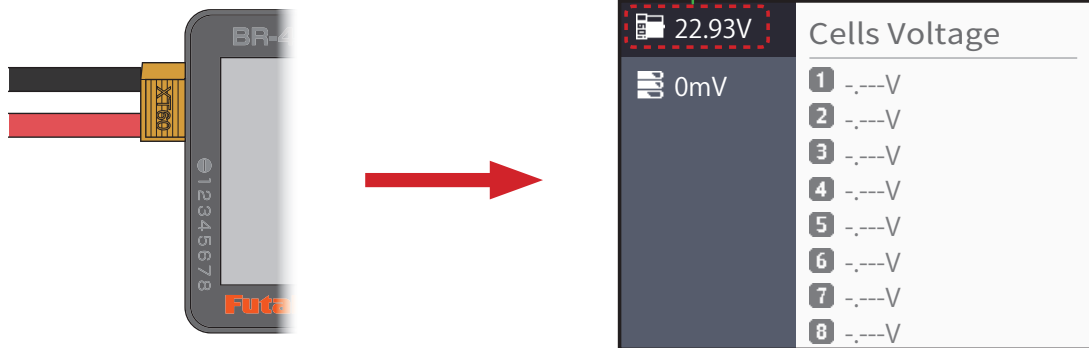 BR-4
XT60
1 2 3 4 5 6 7 8
Futa
22.93V
0mV
Cells Voltage
1 -.---V
2 -.---V
3 -.---V
4 -.---V
5 -.---V
6 -.---V
7 -.---V
8 -.---V